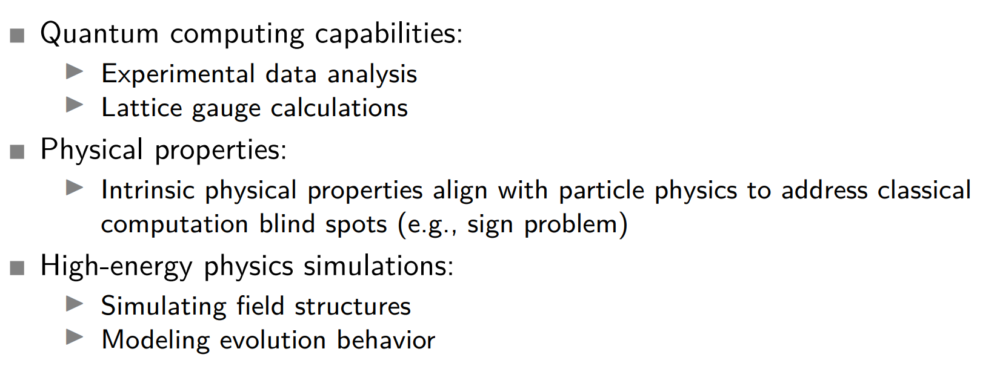 Quantum computing capabilities:
Experimental data analysis
Lattice gauge calculations
Physical properties:
Intrinsic physical properties align with particle physics to address classical
computation blind spots (e.g., sign problem)
High-energy physics simulations:
Simulating field structures
Modeling evolution behavior